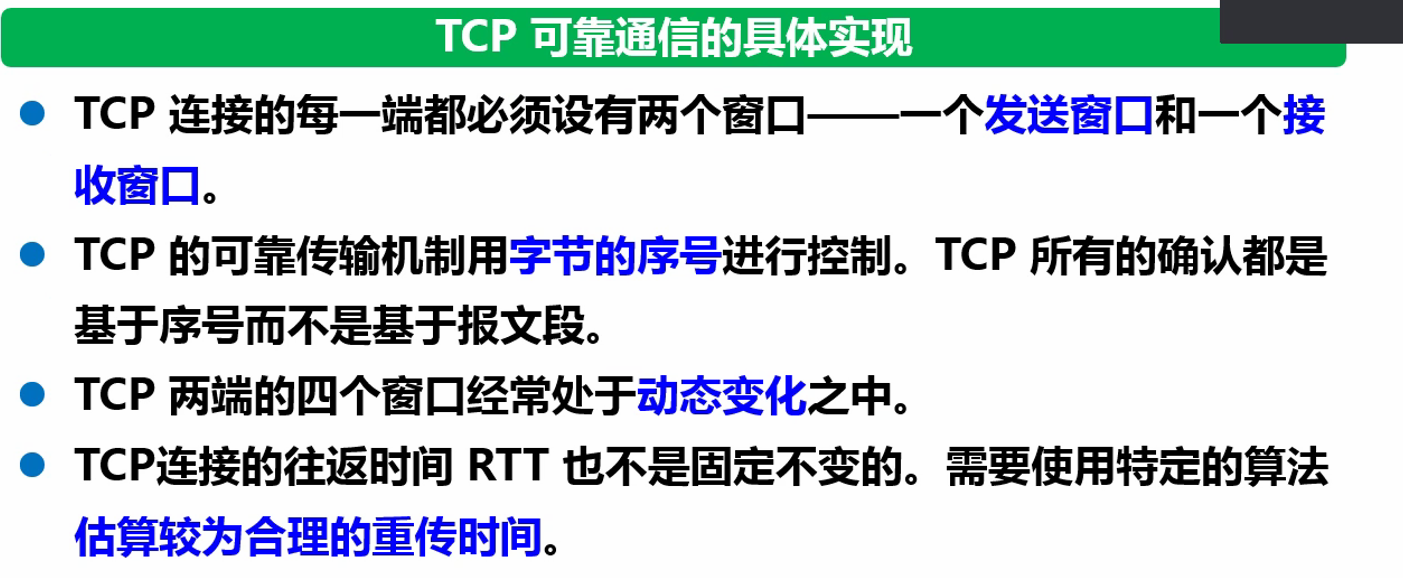 TCP 可靠通信的具体实现
TCP 连接的每一端都必须设有两个窗口——一个发送窗口和一个接
收窗口。
TCP 的可靠传输机制用字节的序号进行控制。TCP 所有的确认都是
基于序号而不是基于报文段。
TCP 两端的四个窗口经常处于动态变化之中。
TCP连接的往返时间 RTT 也不是固定不变的。需要使用特定的算法
估算较为合理的重传时间。